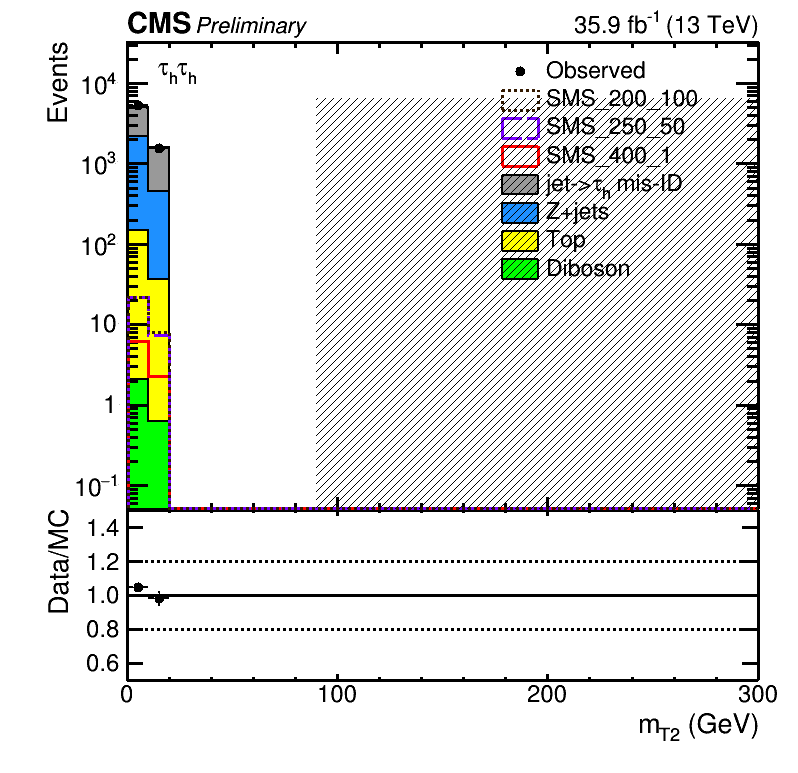 CMS Preliminary 35.9 fb⁻¹ (13 TeV)
Events
10⁴
10³
10²
10
1
10⁻¹
τₕτₕ
Observed
SMS_200_100
SMS_250_50
SMS_400_1
jet->τₕ mis-ID
Z+jets
Top
Diboson
Data/MC
1.4
1.2
1.0
0.8
0.6
0 100 200 300
m_T2 (GeV)